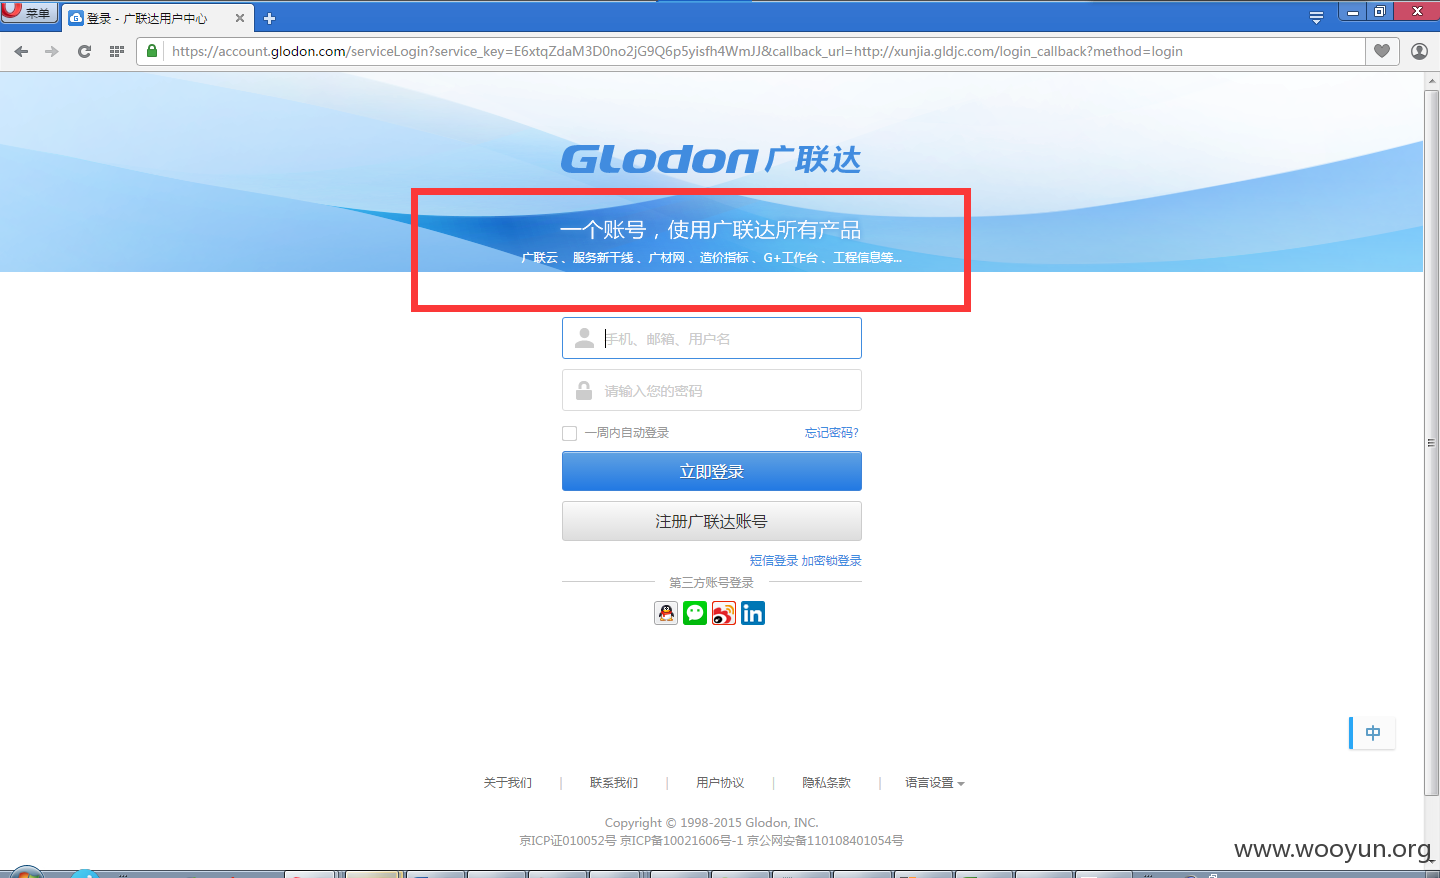 菜单
登录 - 广联达用户中心
https://account.glodon.com/serviceLogin?service_key=E6xtqZdaM3D0no2jG9Q6p5yisfh4WmJJ&callback_url=http://xunjia.gldjc.com/login_callback?method=login
GLodon广联达
一个账号，使用广联达所有产品
广联云、服务新干线、广材网、造价指标、G+工作台、工程信息等...
手机、邮箱、用户名
请输入您的密码
一周内自动登录 忘记密码?
立即登录
注册广联达账号
短信登录 加密锁登录
第三方账号登录
in
中
关于我们 | 联系我们 | 用户协议 | 隐私条款 | 语言设置
Copyright © 1998-2015 Glodon, INC.
京ICP证010052号 京ICP备10021606号-1 京公网安备110108401054号
www.wooyun.org